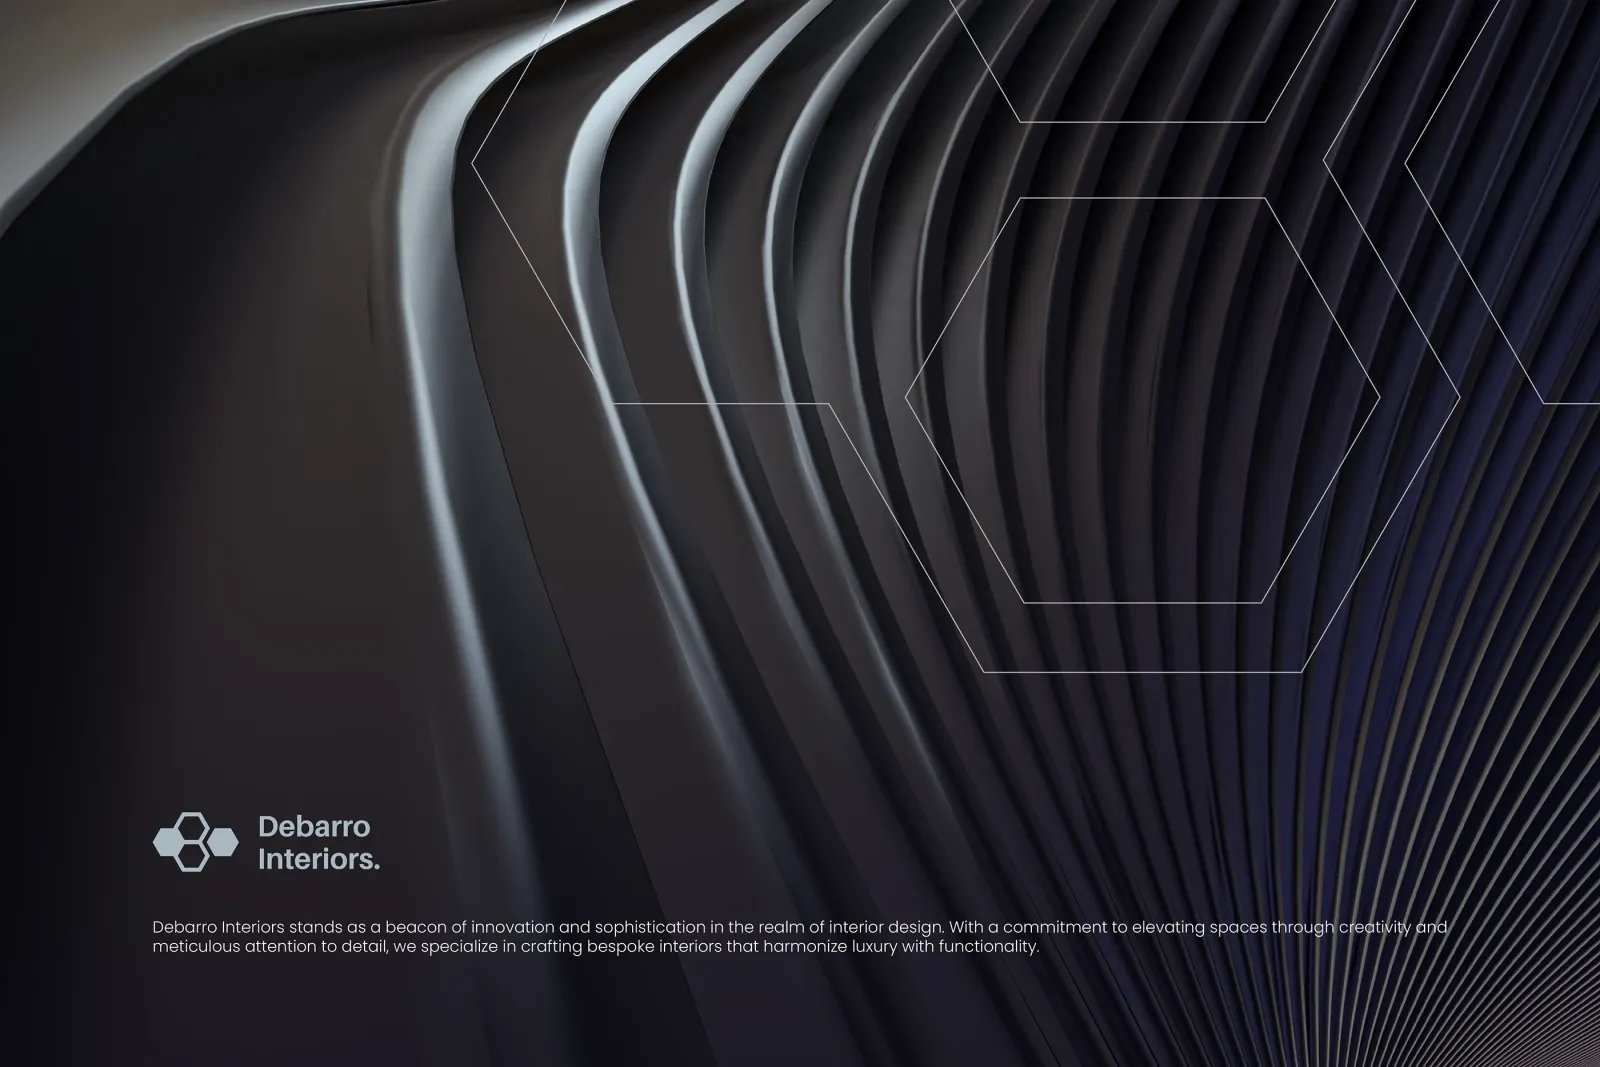 Debarro
Interiors.
Debarro Interiors stands as a beacon of innovation and sophistication in the realm of interior design. With a commitment to elevating spaces through creativity and
meticulous attention to detail, we specialize in crafting bespoke interiors that harmonize luxury with functionality.